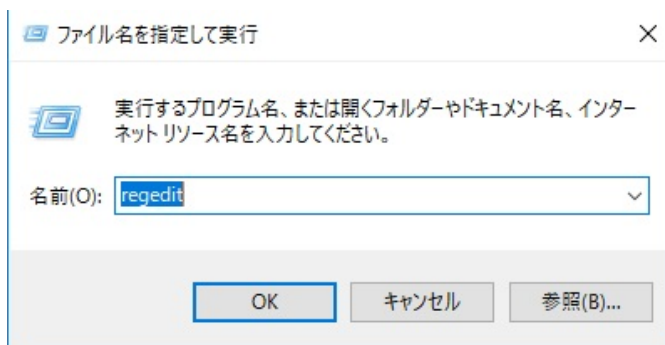 ファイル名を指定して実行
実行するプログラム名、または開くフォルダーやドキュメント名、インター
ネット リソース名を入力してください。
名前(O): regedit
OK キャンセル 参照(B)...